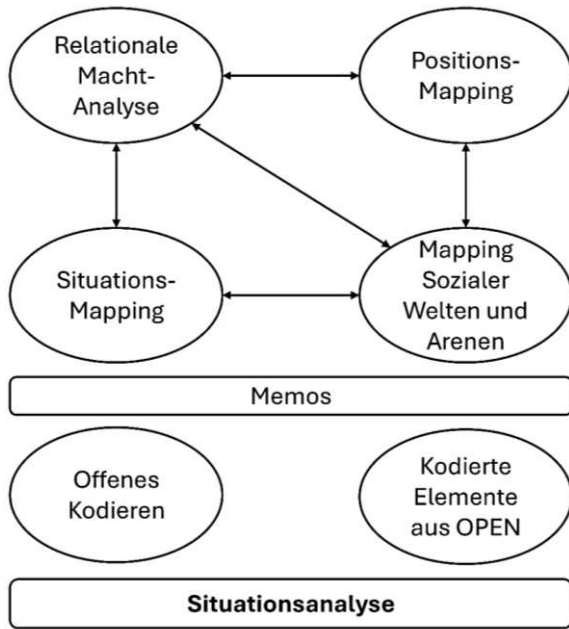 Relationale
Macht-
Analyse
Positions-
Mapping
Situations-
Mapping
Mapping
Sozialer
Welten und
Arenen
Memos
Offenes
Kodieren
Kodierte
Elemente
aus OPEN
Situationsanalyse